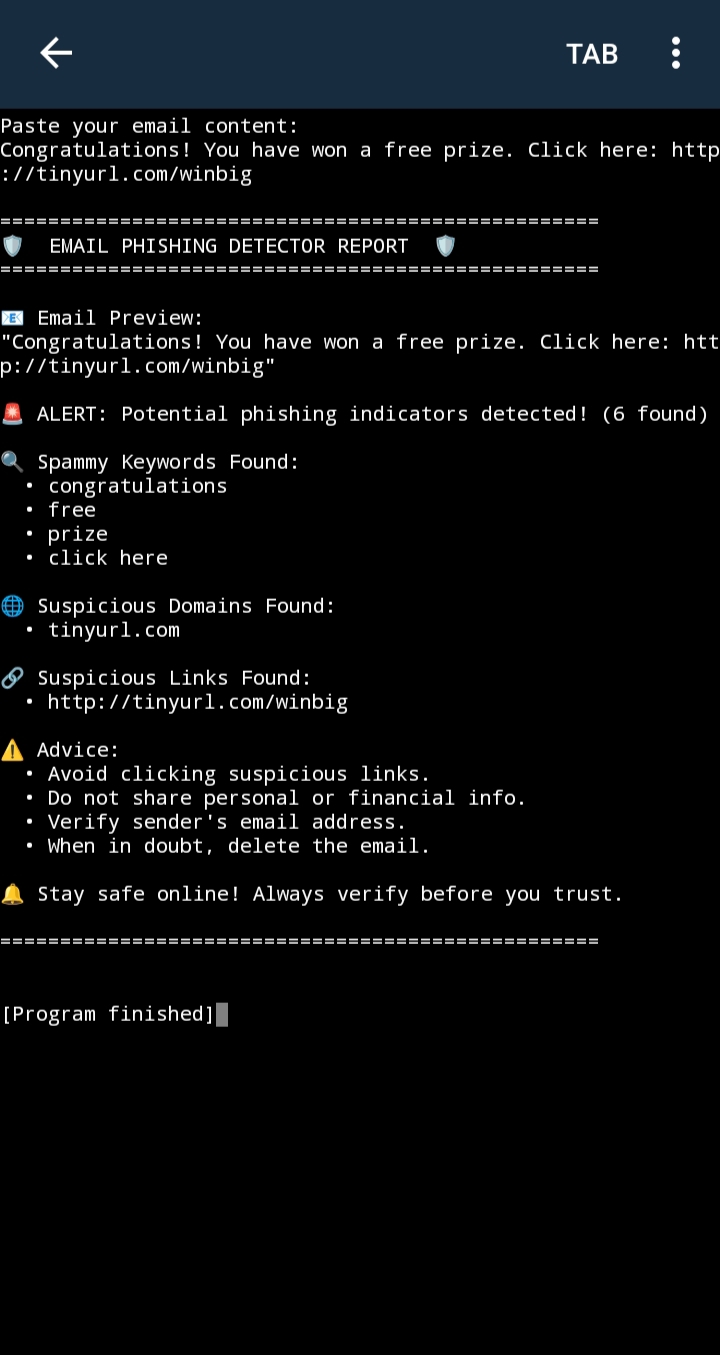 TAB
Paste your email content:
Congratulations! You have won a free prize. Click here: http
://tinyurl.com/winbig
==================================================
🛡️ EMAIL PHISHING DETECTOR REPORT 🛡️
==================================================
📧 Email Preview:
"Congratulations! You have won a free prize. Click here: htt
p://tinyurl.com/winbig"
🚨 ALERT: Potential phishing indicators detected! (6 found)
🔍 Spammy Keywords Found:
• congratulations
• free
• prize
• click here
🌐 Suspicious Domains Found:
• tinyurl.com
🔗 Suspicious Links Found:
• http://tinyurl.com/winbig
⚠️ Advice:
• Avoid clicking suspicious links.
• Do not share personal or financial info.
• Verify sender's email address.
• When in doubt, delete the email.
🔔 Stay safe online! Always verify before you trust.
==================================================
[Program finished]